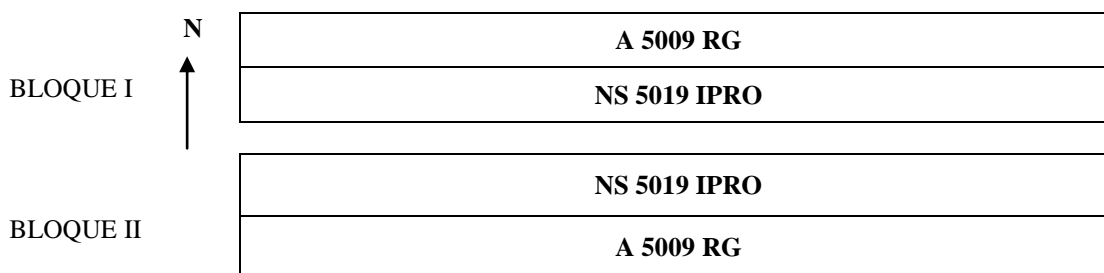 N
A 5009 RG
BLOQUE I
NS 5019 IPRO
NS 5019 IPRO
BLOQUE II
A 5009 RG